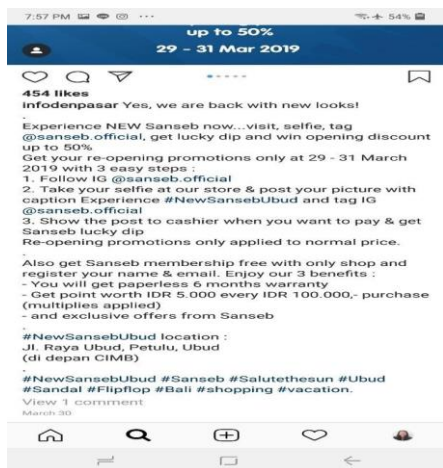 7:57 PM
54%
up to 50%
29 - 31 Mar 2019
454 likes
infodenpasar Yes, we are back with new looks!
.
Experience NEW Sanseb now...visit, selfie, tag
@sanseb.official, get lucky dip and win opening discount
up to 50%
Get your re-opening promotions only at 29 - 31 March
2019 with 3 easy steps :
1. Follow IG @sanseb.official
2. Take your selfie at our store & post your picture with
caption Experience #NewSansebUbud and tag IG
@sanseb.official
3. Show the post to cashier when you want to pay & get
Sanseb lucky dip
Re-opening promotions only applied to normal price.
.
Also get Sanseb membership free with only shop and
register your name & email. Enjoy our 3 benefits :
- You will get paperless 6 months warranty
- Get point worth IDR 5.000 every IDR 100.000,- purchase
(multiplies applied)
- and exclusive offers from Sanseb
.
#NewSansebUbud location :
Jl. Raya Ubud, Petulu, Ubud
(di depan CIMB)
.
#NewSansebUbud #Sanseb #Salutethesun #Ubud
#Sandal #Flipflop #Bali #shopping #vacation.
View 1 comment
March 30